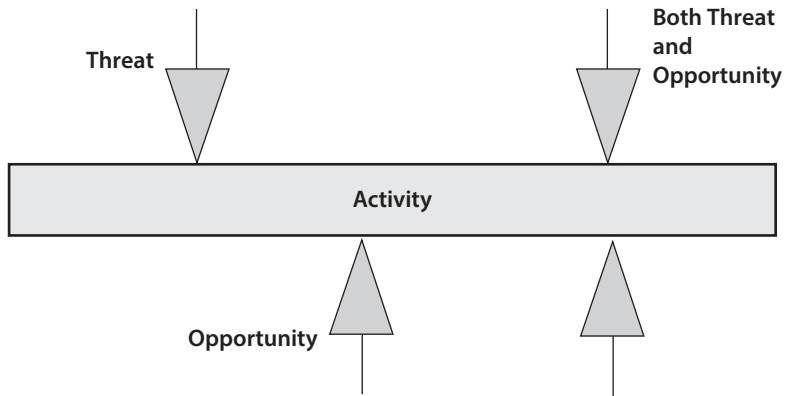 Threat
Both Threat
and
Opportunity
Activity
Opportunity